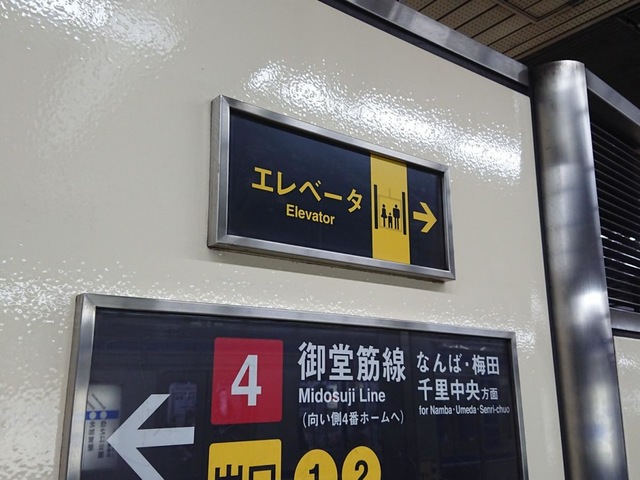 エレベータ
Elevator
4
御堂筋線
Midosuji Line
(向い側4番ホームへ)
なんば・梅田
千里中央方面
for Namba·Umeda·Senri-chuo
出口
1 2